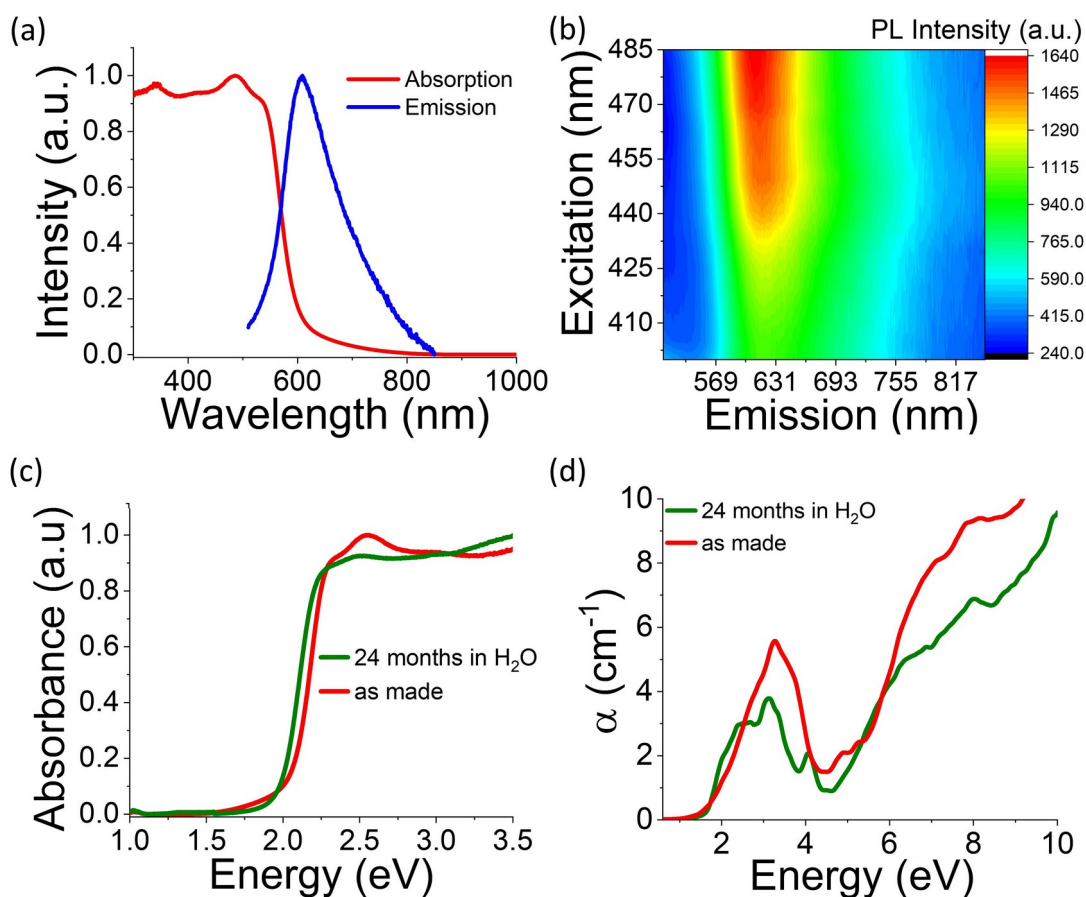 (a)
Intensity (a.u.)
1.0
0.8
0.6
0.4
0.2
0.0
Absorption
Emission
400 600 800 1000
Wavelength (nm)
(b)
PL Intensity (a.u.)
Excitation (nm)
485
470
455
440
425
410
569 631 693 755 817
Emission (nm)
1640
1465
1290
1115
940.0
765.0
590.0
415.0
240.0
(c)
Absorbance (a.u)
1.0
0.8
0.6
0.4
0.2
0.0
24 months in H₂O
as made
1.0 1.5 2.0 2.5 3.0 3.5
Energy (eV)
(d)
α (cm⁻¹)
10
8
6
4
2
0
24 months in H₂O
as made
2 4 6 8 10
Energy (eV)